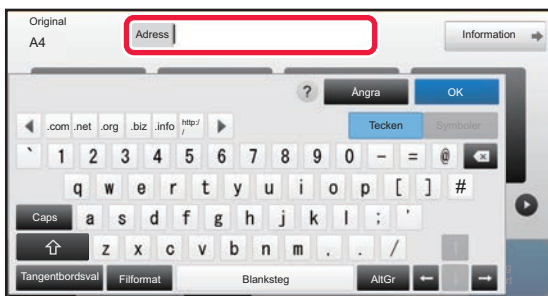 Original
A4
Adress
Information
? Ångra OK
.com .net .org .biz .info http:/
/
Tecken Symboler
` 1 2 3 4 5 6 7 8 9 0 - = @
q w e r t y u i o p [ ] #
Caps a s d f g h j k l ; '
z x c v b n m , . /
Tangentbordsval Filformat Blanksteg AltGr